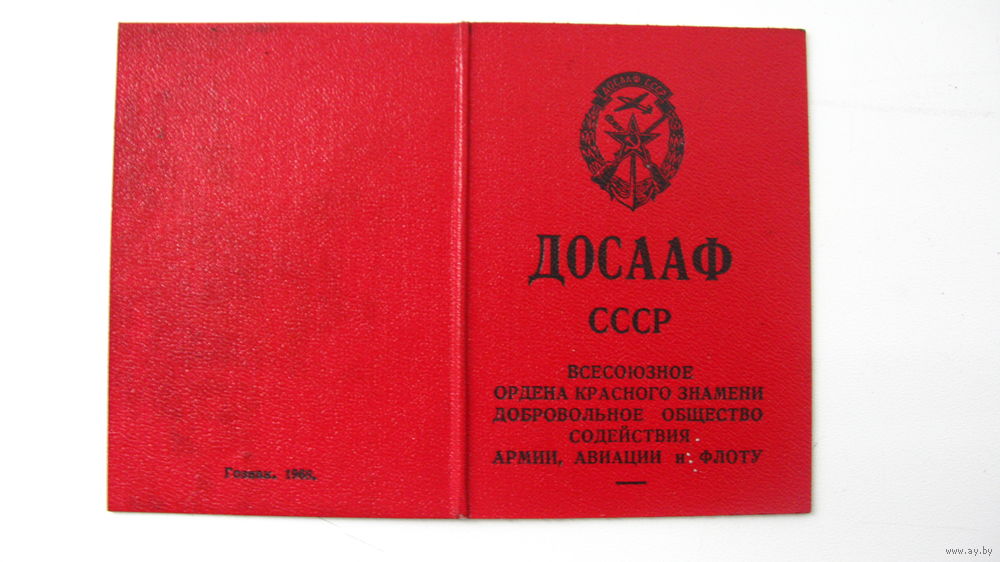 ДОСААФ СССР
ДОСААФ
СССР
ВСЕСОЮЗНОЕ
ОРДЕНА КРАСНОГО ЗНАМЕНИ
ДОБРОВОЛЬНОЕ ОБЩЕСТВО
СОДЕЙСТВИЯ
АРМИИ, АВИАЦИИ и ФЛОТУ
Гознак. 1968.
www.ay.by